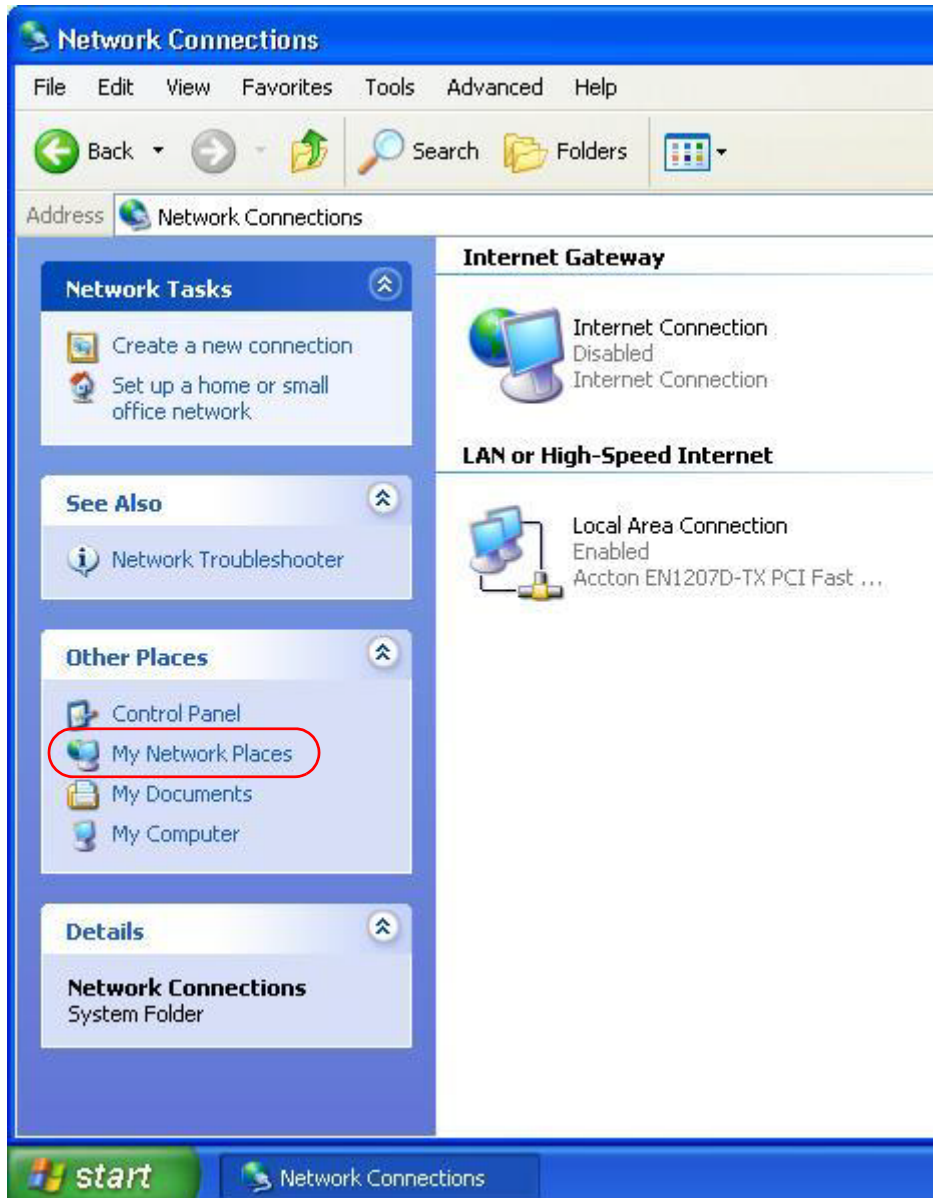 Network Connections
File Edit View Favorites Tools Advanced Help
Back Search Folders
Address Network Connections
Network Tasks
Create a new connection
Set up a home or small
office network
See Also
Network Troubleshooter
Other Places
Control Panel
My Network Places
My Documents
My Computer
Details
Network Connections
System Folder
Internet Gateway
Internet Connection
Disabled
Internet Connection
LAN or High-Speed Internet
Local Area Connection
Enabled
Accton EN1207D-TX PCI Fast ...
start Network Connections